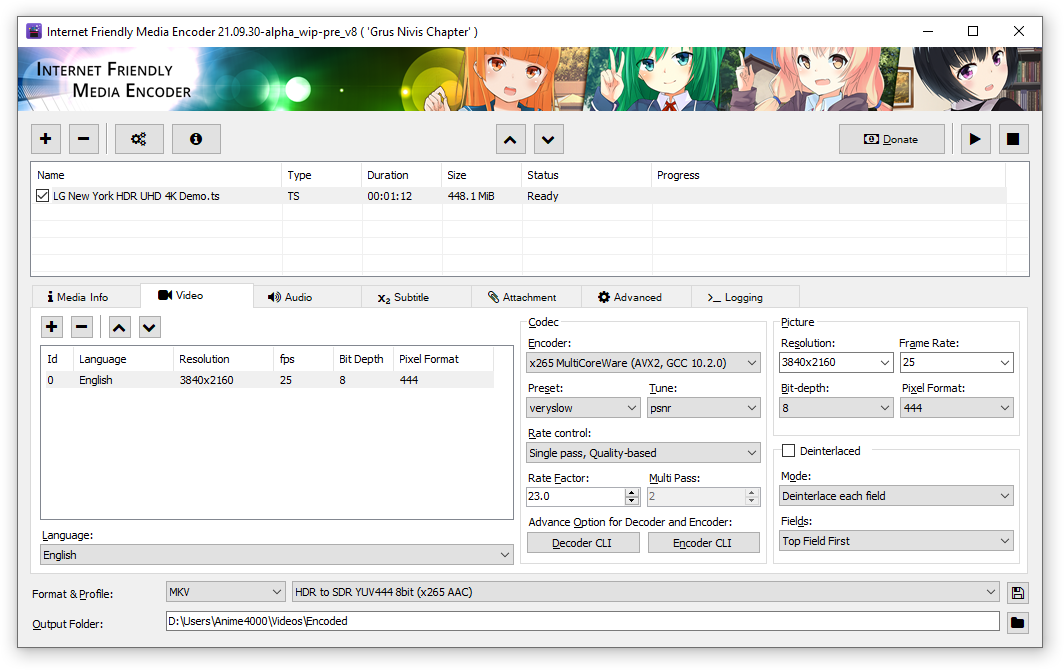 Internet Friendly Media Encoder 21.09.30-alpha_wip-pre_v8 ( 'Grus Nivis Chapter' )
INTERNET FRIENDLY
MEDIA ENCODER
Donate
Name Type Duration Size Status Progress
LG New York HDR UHD 4K Demo.ts TS 00:01:12 448.1 MiB Ready
Media Info Video Audio Subtitle Attachment Advanced Logging
Id Language Resolution fps Bit Depth Pixel Format
0 English 3840x2160 25 8 444
Language:
English
Codec
Encoder:
x265 MultiCoreWare (AVX2, GCC 10.2.0)
Preset: Tune:
veryslow psnr
Rate control:
Single pass, Quality-based
Rate Factor: Multi Pass:
23.0 2
Advance Option for Decoder and Encoder:
Decoder CLI Encoder CLI
Picture
Resolution: Frame Rate:
3840x2160 25
Bit-depth: Pixel Format:
8 444
Deinterlaced
Mode:
Deinterlace each field
Fields:
Top Field First
Format & Profile: MKV HDR to SDR YUV444 8bit (x265 AAC)
Output Folder: D:\Users\Anime4000\Videos\Encoded